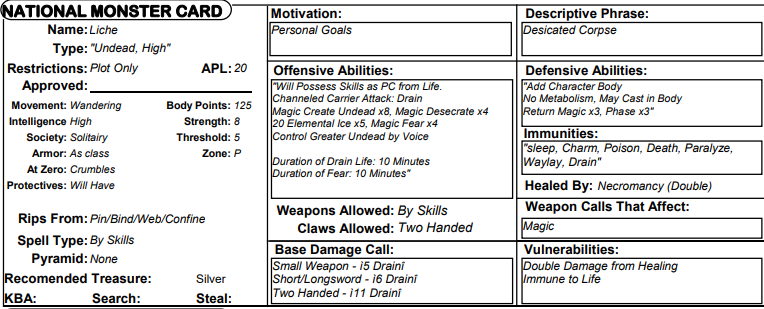 NATIONAL MONSTER CARD
Name: Liche
Type: "Undead, High"
Restrictions: Plot Only APL: 20
Approved:
Movement: Wandering Body Points: 125
Intelligence High Strength: 8
Society: Solitairy Threshold: 5
Armor: As class Zone: P
At Zero: Crumbles
Protectives: Will Have
Rips From: Pin/Bind/Web/Confine
Spell Type: By Skills
Pyramid: None
Recomended Treasure: Silver
KBA: Search: Steal:
Motivation:
Personal Goals
Offensive Abilities:
"Will Possess Skills as PC from Life.
Channeled Carrier Attack: Drain
Magic Create Undead x8, Magic Desecrate x4
20 Elemental Ice x5, Magic Fear x4
Control Greater Undead by Voice
Duration of Drain Life: 10 Minutes
Duration of Fear: 10 Minutes"
Weapons Allowed: By Skills
Claws Allowed: Two Handed
Base Damage Call:
Small Weapon - ì5 Drainî
Short/Longsword - ì6 Drainî
Two Handed - ì11 Drainî
Descriptive Phrase:
Desicated Corpse
Defensive Abilities:
"Add Character Body
No Metabolism, May Cast in Body
Return Magic x3, Phase x3"
Immunities:
"sleep, Charm, Poison, Death, Paralyze,
Waylay, Drain"
Healed By: Necromancy (Double)
Weapon Calls That Affect:
Magic
Vulnerabilities:
Double Damage from Healing
Immune to Life